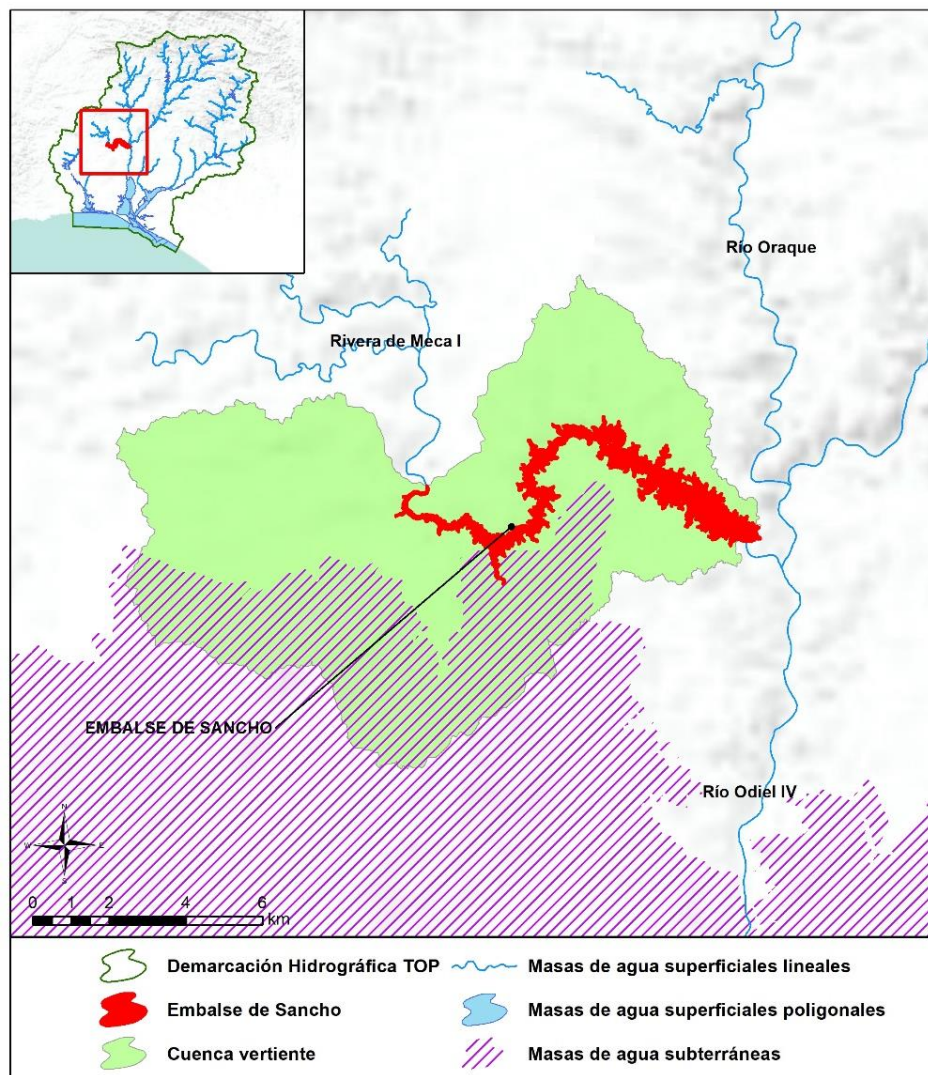 Río Oraque
Rivera de Meca I
EMBALSE DE SANCHO
Río Odiel IV
N
W E
S
0 1 2 4 6
km
Demarcación Hidrográfica TOP
Masas de agua superficiales lineales
Embalse de Sancho
Masas de agua superficiales poligonales
Cuenca vertiente
Masas de agua subterráneas